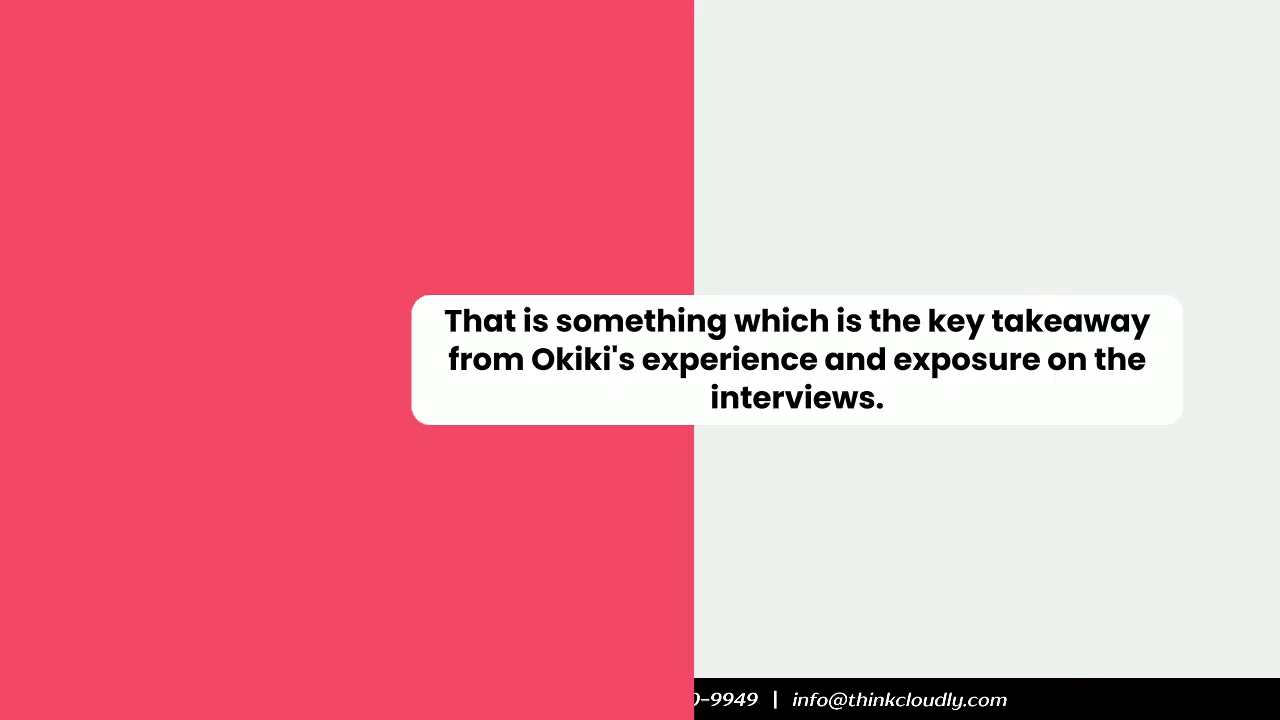 That is something which is the key takeaway
from Okiki's experience and exposure on the
interviews.
0-9949 | info@thinkcloudly.com